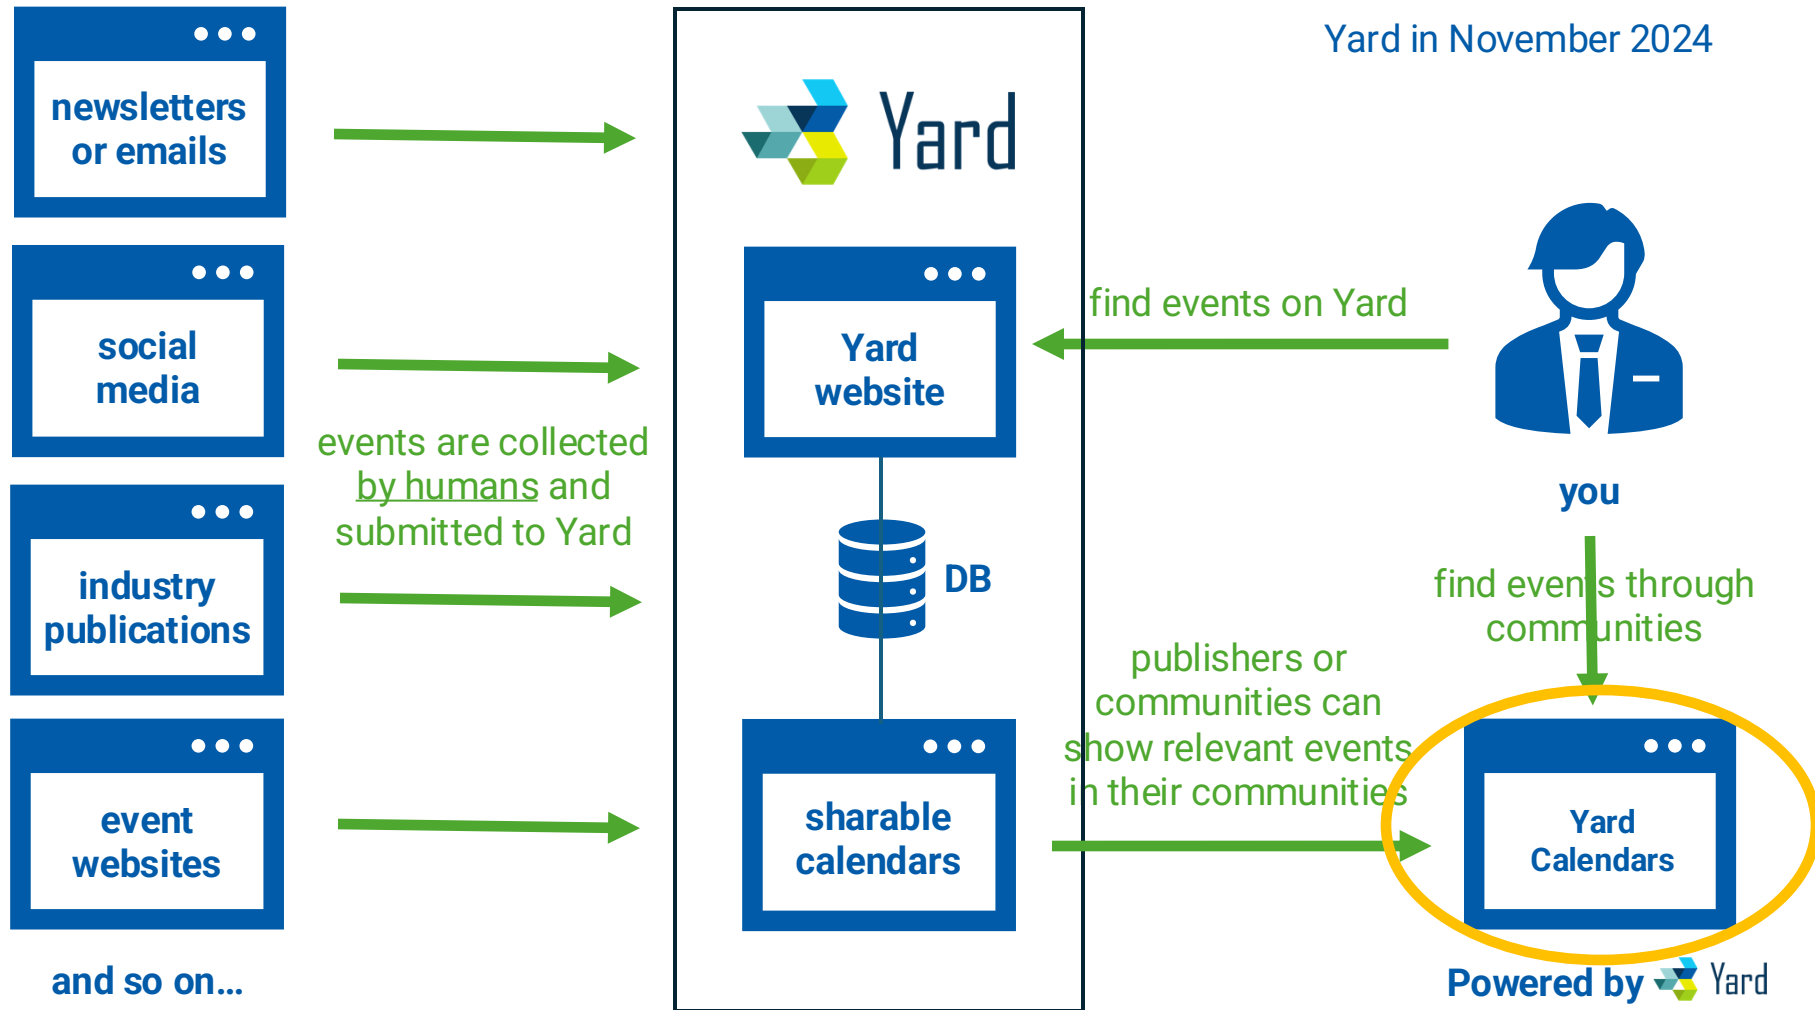 Yard in November 2024
newsletters
or emails
social
media
events are collected
by humans and
submitted to Yard
industry
publications
event
websites
and so on...
Yard
Yard
website
DB
sharable
calendars
find events on Yard
you
find events through
communities
publishers or
communities can
show relevant events
in their communities
Yard
Calendars
Powered by Yard